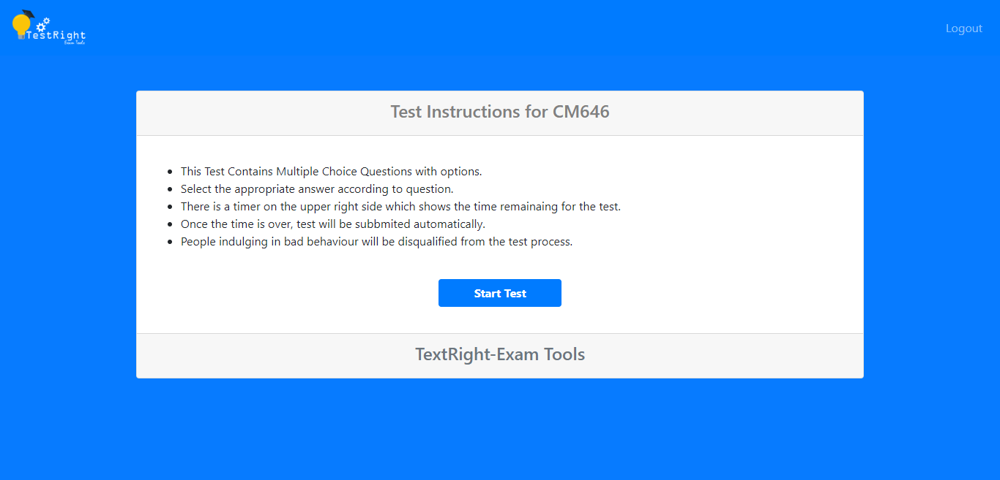 TestRight
Exam Tools
Logout
Test Instructions for CM646
This Test Contains Multiple Choice Questions with options.
Select the appropriate answer according to question.
There is a timer on the upper right side which shows the time remainaing for the test.
Once the time is over, test will be subbmited automatically.
People indulging in bad behaviour will be disqualified from the test process.
Start Test
TextRight-Exam Tools